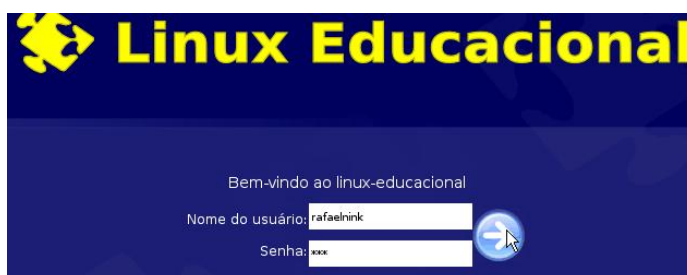 Linux Educacional
Bem-vindo ao linux-educacional
Nome do usuário: rafaelnink
Senha: ***